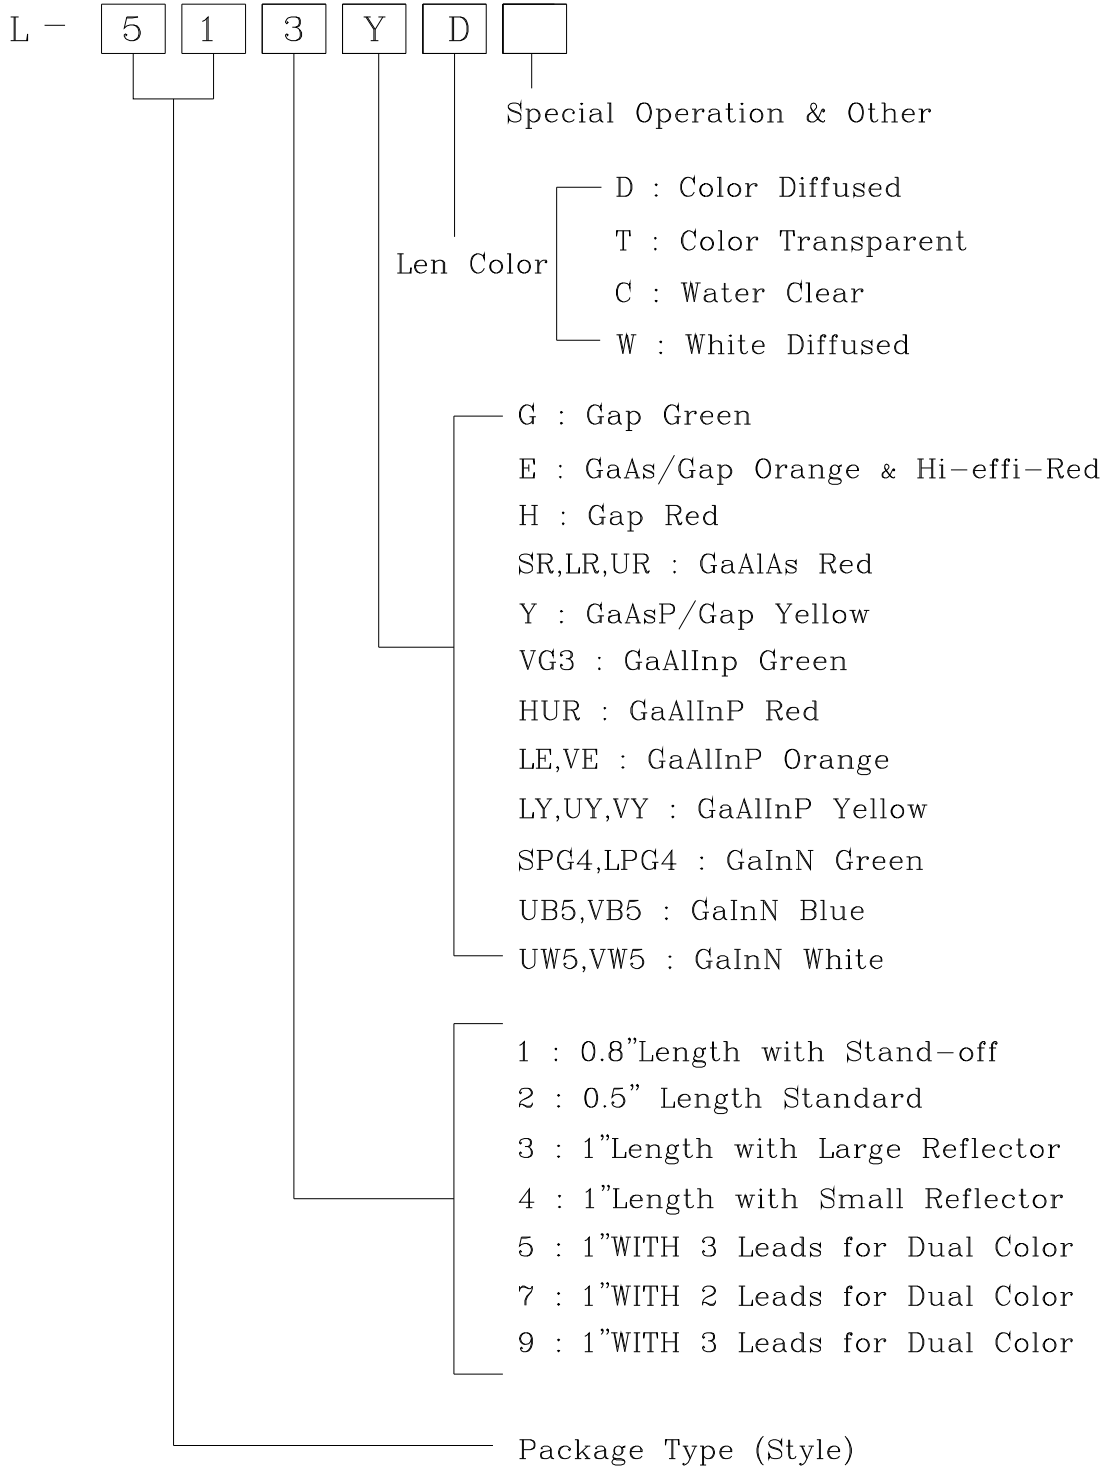 L - 5 1 3 Y D
Special Operation & Other
D : Color Diffused
T : Color Transparent
Len Color
C : Water Clear
W : White Diffused
G : Gap Green
E : GaAs/Gap Orange & Hi-effi-Red
H : Gap Red
SR,LR,UR : GaAlAs Red
Y : GaAsP/Gap Yellow
VG3 : GaAlInp Green
HUR : GaAlInP Red
LE,VE : GaAlInP Orange
LY,UY,VY : GaAlInP Yellow
SPG4,LPG4 : GaInN Green
UB5,VB5 : GaInN Blue
UW5,VW5 : GaInN White
1 : 0.8"Length with Stand-off
2 : 0.5" Length Standard
3 : 1"Length with Large Reflector
4 : 1"Length with Small Reflector
5 : 1"WITH 3 Leads for Dual Color
7 : 1"WITH 2 Leads for Dual Color
9 : 1"WITH 3 Leads for Dual Color
Package Type (Style)